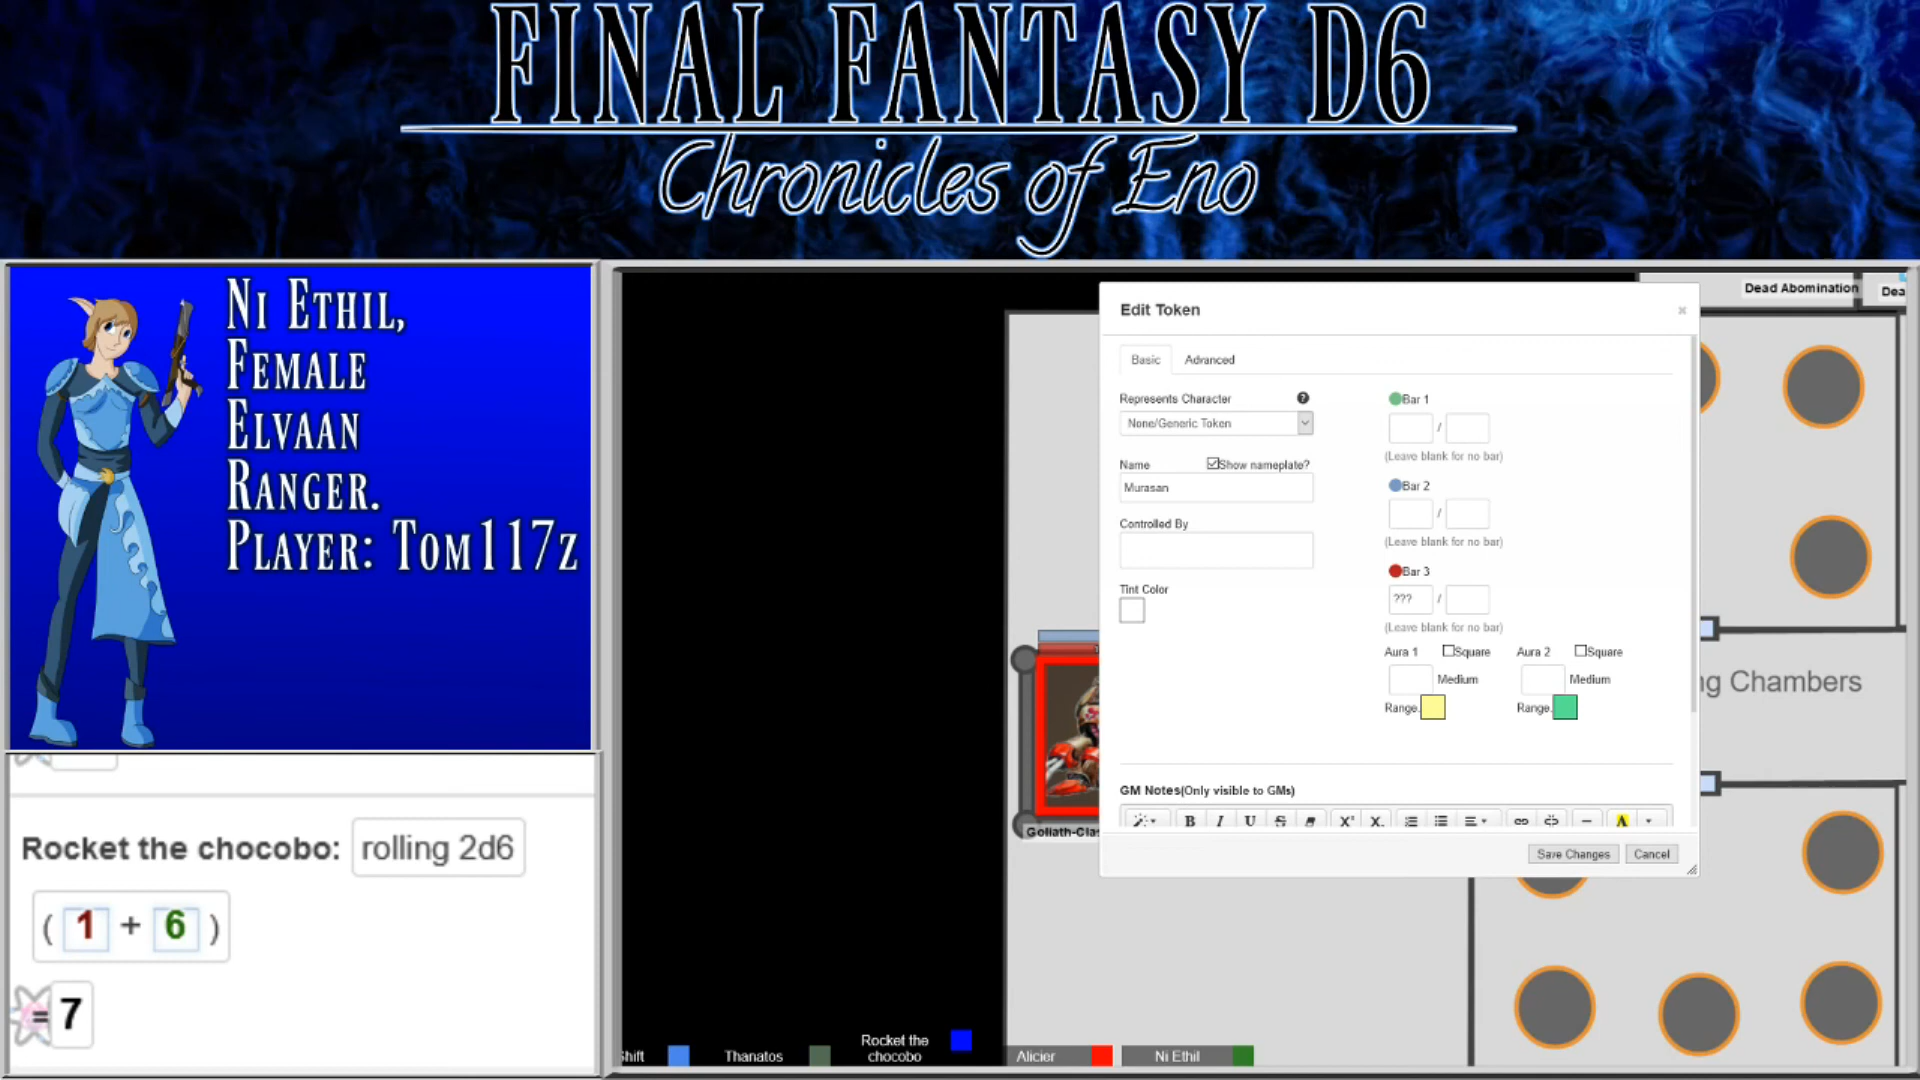 FINAL FANTASY D6
Chronicles of Eno
Ni Ethil,
Female
Elvaan
Ranger.
Player: Tom117z
Rocket the chocobo: rolling 2d6
( 1 + 6 )
= 7
Dead Abomination
Dea
Edit Token
×
Basic
Advanced
Represents Character
?
None/Generic Token
Name
Show nameplate?
Murasan
Controlled By
Tint Color
Bar 1
/
(Leave blank for no bar)
Bar 2
/
(Leave blank for no bar)
Bar 3
??? /
(Leave blank for no bar)
Aura 1 Square Aura 2 Square
Medium Medium
Range. Range.
GM Notes(Only visible to GMs)
B I U S X² X. A
Save Changes Cancel
ng Chambers
Goliath-Clas
Shift
Thanatos
Rocket the
chocobo
Alicier
Ni Ethil